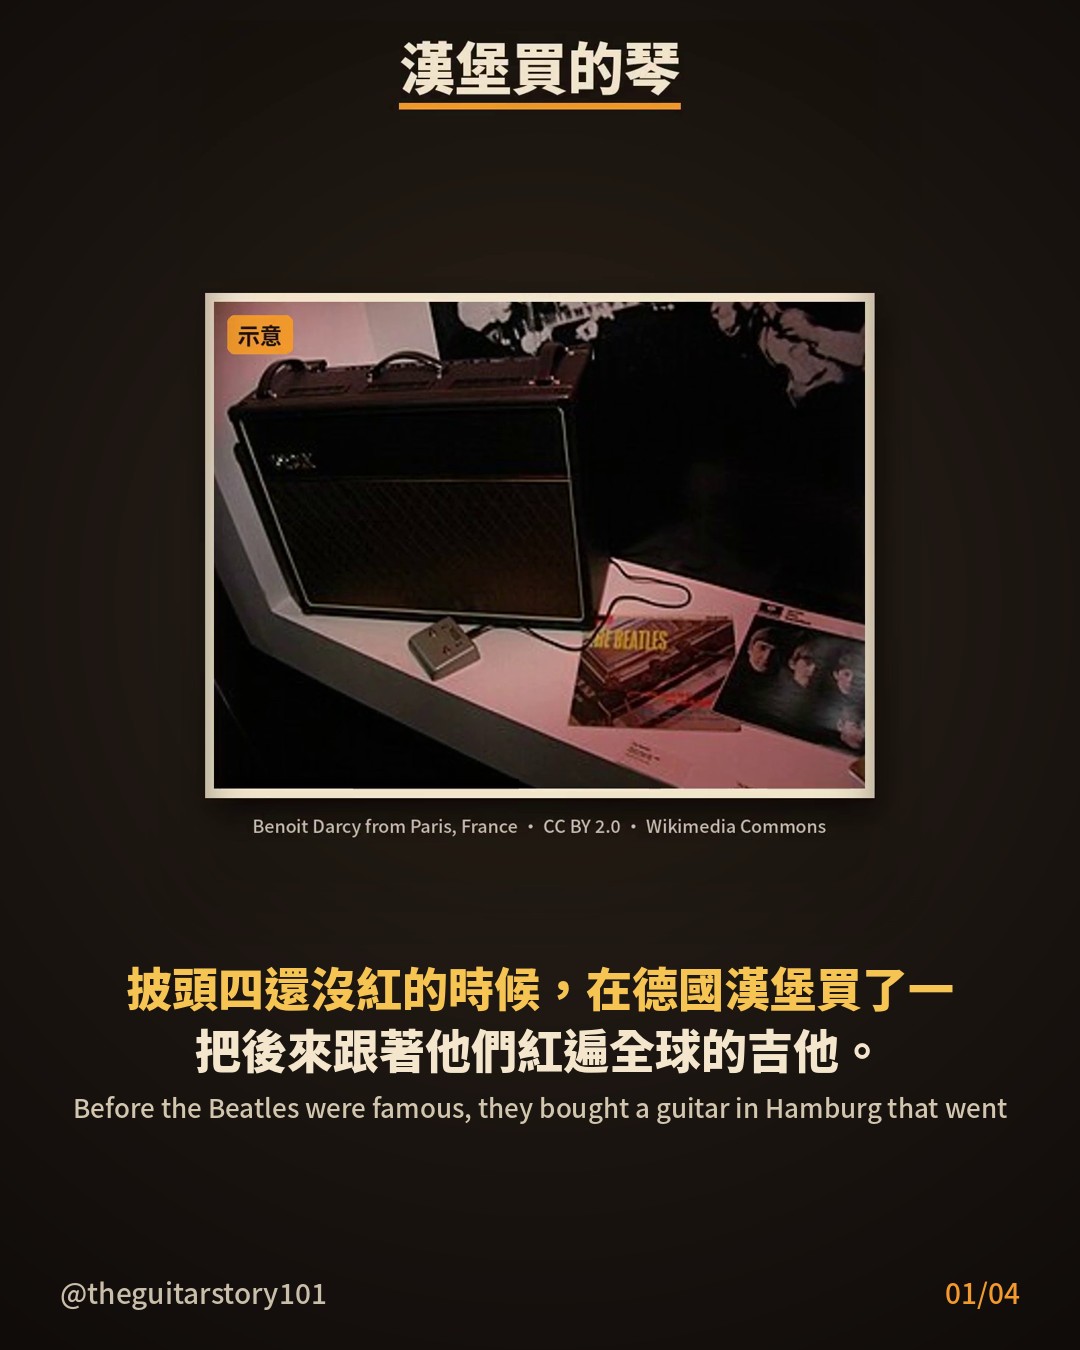 漢堡買的琴
示意
VOX
THE BEATLES
Benoit Darcy from Paris, France • CC BY 2.0 • Wikimedia Commons
披頭四還沒紅的時候，在德國漢堡買了一
把後來跟著他們紅遍全球的吉他。
Before the Beatles were famous, they bought a guitar in Hamburg that went
@theguitarstory101
01/04